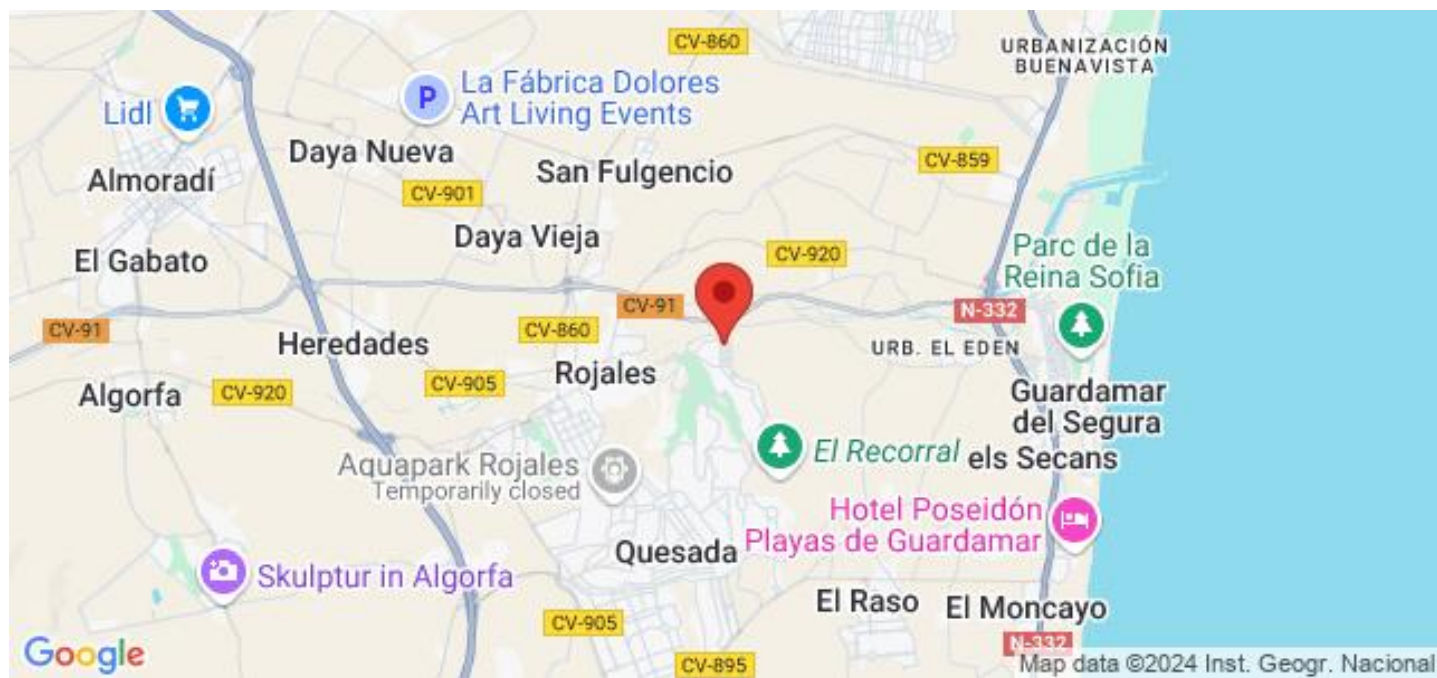 CV-860
URBANIZACIÓN
BUENAVISTA
La Fábrica Dolores
Art Living Events
P
Lidl
Daya Nueva
CV-859
San Fulgencio
Almoradí
CV-901
Daya Vieja
El Gabato
CV-920
Parc de la
Reina Sofia
CV-91
N-332
CV-91
CV-860
Heredades
URB. EL EDEN
Rojales
CV-905
Algorfa
CV-920
Guardamar
del Segura
El Recorral
els Secans
Aquapark Rojales
Temporarily closed
Hotel Poseidón
Playas de Guardamar
Quesada
Skulptur in Algorfa
El Raso
El Moncayo
CV-905
N-332
Google
CV-895
Map data ©2024 Inst. Geogr. Nacional